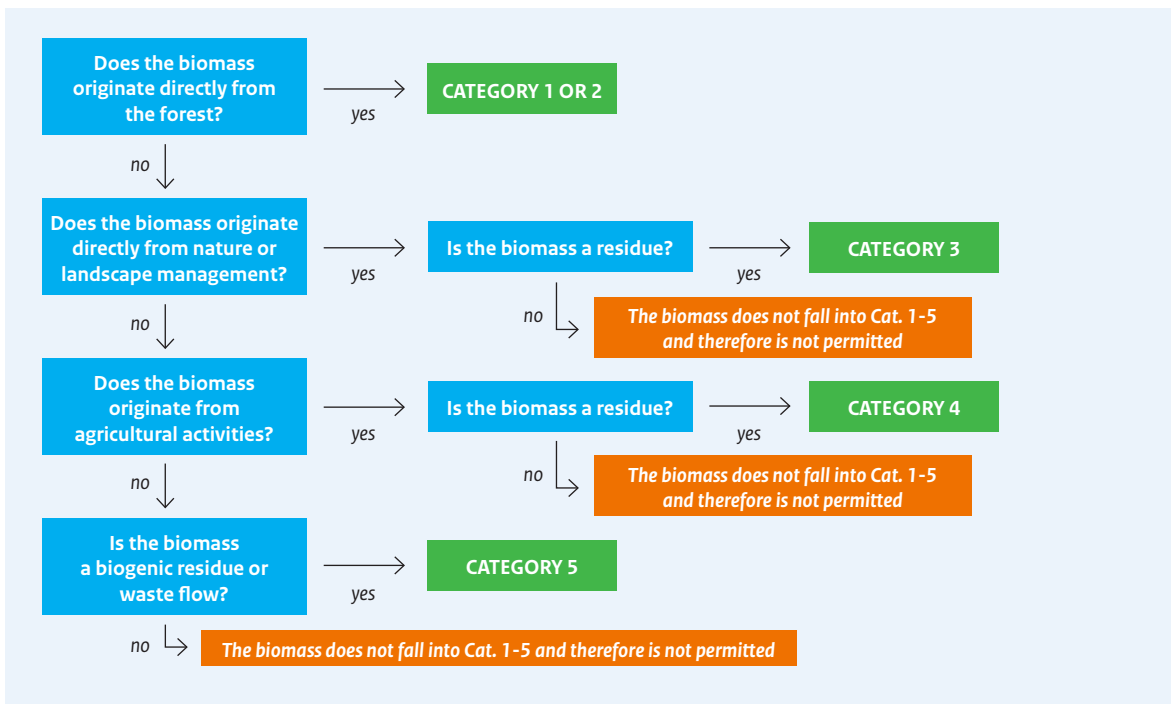 Does the biomass
originate directly from
the forest?
yes
CATEGORY 1 OR 2
no
Does the biomass originate
directly from nature or
landscape management?
yes
Is the biomass a residue?
yes
CATEGORY 3
no
The biomass does not fall into Cat. 1-5
and therefore is not permitted
no
Does the biomass
originate from
agricultural activities?
yes
Is the biomass a residue?
yes
CATEGORY 4
no
The biomass does not fall into Cat. 1-5
and therefore is not permitted
no
Is the biomass
a biogenic residue or
waste flow?
yes
CATEGORY 5
no
The biomass does not fall into Cat. 1-5 and therefore is not permitted